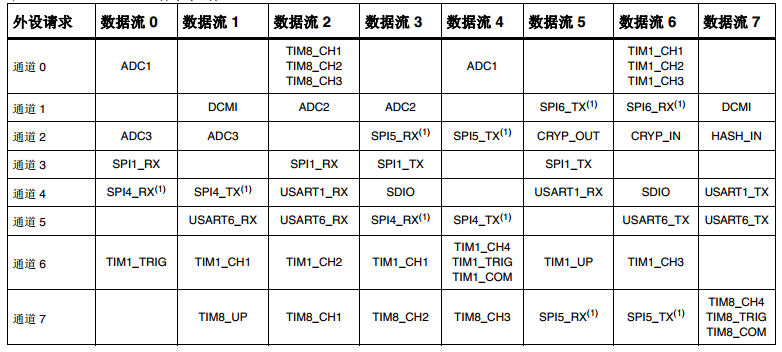 外设请求 数据流 0 数据流 1 数据流 2 数据流 3 数据流 4 数据流 5 数据流 6 数据流 7
通道 0 ADC1 TIM8_CH1 TIM8_CH2 TIM8_CH3 ADC1 TIM1_CH1 TIM1_CH2 TIM1_CH3
通道 1 DCMI ADC2 ADC2 SPI6_TX(1) SPI6_RX(1) DCMI
通道 2 ADC3 ADC3 SPI5_RX(1) SPI5_TX(1) CRYP_OUT CRYP_IN HASH_IN
通道 3 SPI1_RX SPI1_RX SPI1_TX SPI1_TX
通道 4 SPI4_RX(1) SPI4_TX(1) USART1_RX SDIO USART1_RX SDIO USART1_TX
通道 5 USART6_RX USART6_RX SPI4_RX(1) SPI4_TX(1) USART6_TX USART6_TX
通道 6 TIM1_TRIG TIM1_CH1 TIM1_CH2 TIM1_CH1 TIM1_CH4 TIM1_TRIG TIM1_COM TIM1_UP TIM1_CH3
通道 7 TIM8_UP TIM8_CH1 TIM8_CH2 TIM8_CH3 SPI5_RX(1) SPI5_TX(1) TIM8_CH4 TIM8_TRIG TIM8_COM